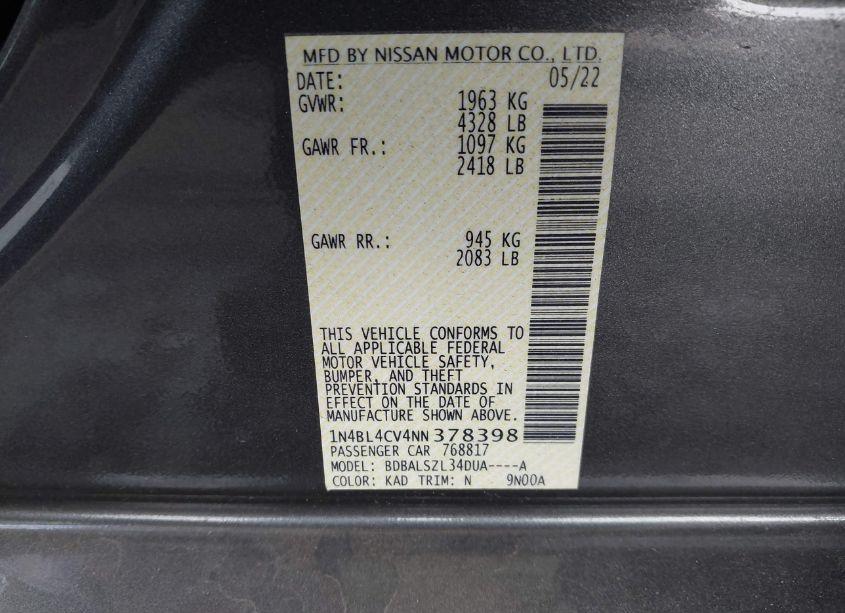 MFD BY NISSAN MOTOR CO., LTD.
DATE: 05/22
GVWR: 1963 KG
4328 LB
GAWR FR.: 1097 KG
2418 LB
GAWR RR.: 945 KG
2083 LB
THIS VEHICLE CONFORMS TO
ALL APPLICABLE FEDERAL
MOTOR VEHICLE SAFETY,
BUMPER, AND THEFT
PREVENTION STANDARDS IN
EFFECT ON THE DATE OF
MANUFACTURE SHOWN ABOVE.
1N4BL4CV4NN378398
PASSENGER CAR 768817
MODEL: BDBALSZL34DUA----A
COLOR: KAD TRIM: N 9N00A